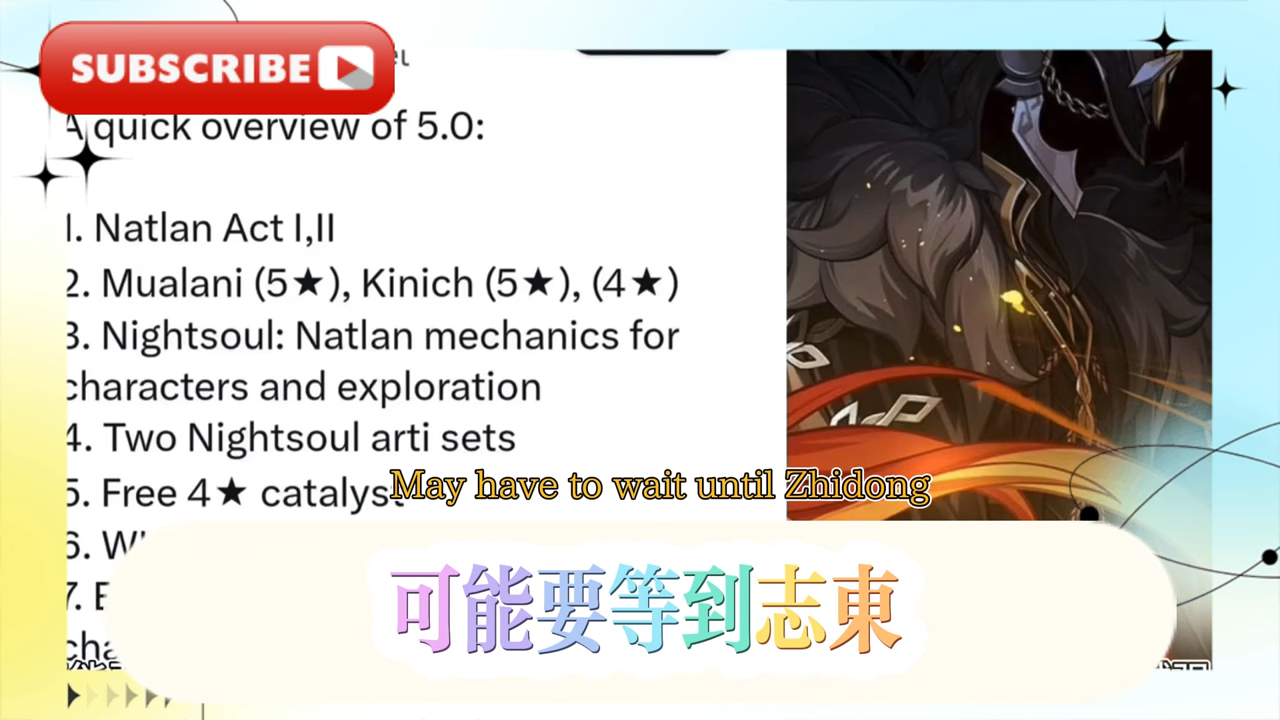 SUBSCRIBE
A quick overview of 5.0:
1. Natlan Act I,II
2. Mualani (5★), Kinich (5★), (4★)
3. Nightsoul: Natlan mechanics for
characters and exploration
4. Two Nightsoul arti sets
5. Free 4★ catalyst
May have to wait until Zhidong
6.
7.
可能要等到志東